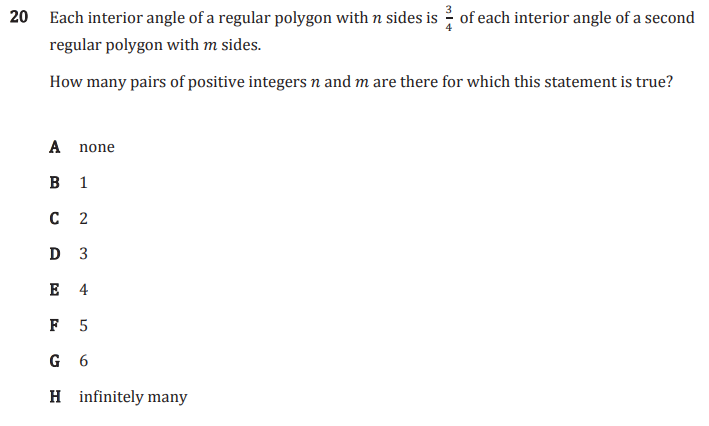 20 Each interior angle of a regular polygon with n sides is 3/4 of each interior angle of a second
regular polygon with m sides.
How many pairs of positive integers n and m are there for which this statement is true?
A none
B 1
C 2
D 3
E 4
F 5
G 6
H infinitely many